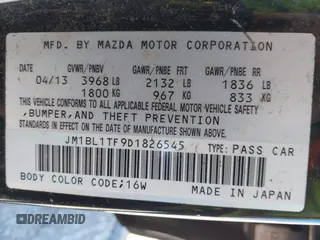 MFD. BY MAZDA MOTOR CORPORATION
DATE GVWR/PNBV GAWR/PNBE FRT GAWR/PNBE RR
04/13 3968 LB 2132 LB 1836 LB
1800 KG 967 KG 833 KG
THIS VEHICLE CONFORMS TO ALL
APPLICABLE FEDERAL MOTOR VEHICLE SAFETY
,BUMPER,AND THEFT PREVENTION
STANDARDS IN EFFECT ON THE DATE OF MANUFACTURE SHOWN ABOVE.
JM1BL1TF9D1826545 TYPE: PASS CAR
BODY COLOR CODE;16W MADE IN JAPAN
DREAMBID